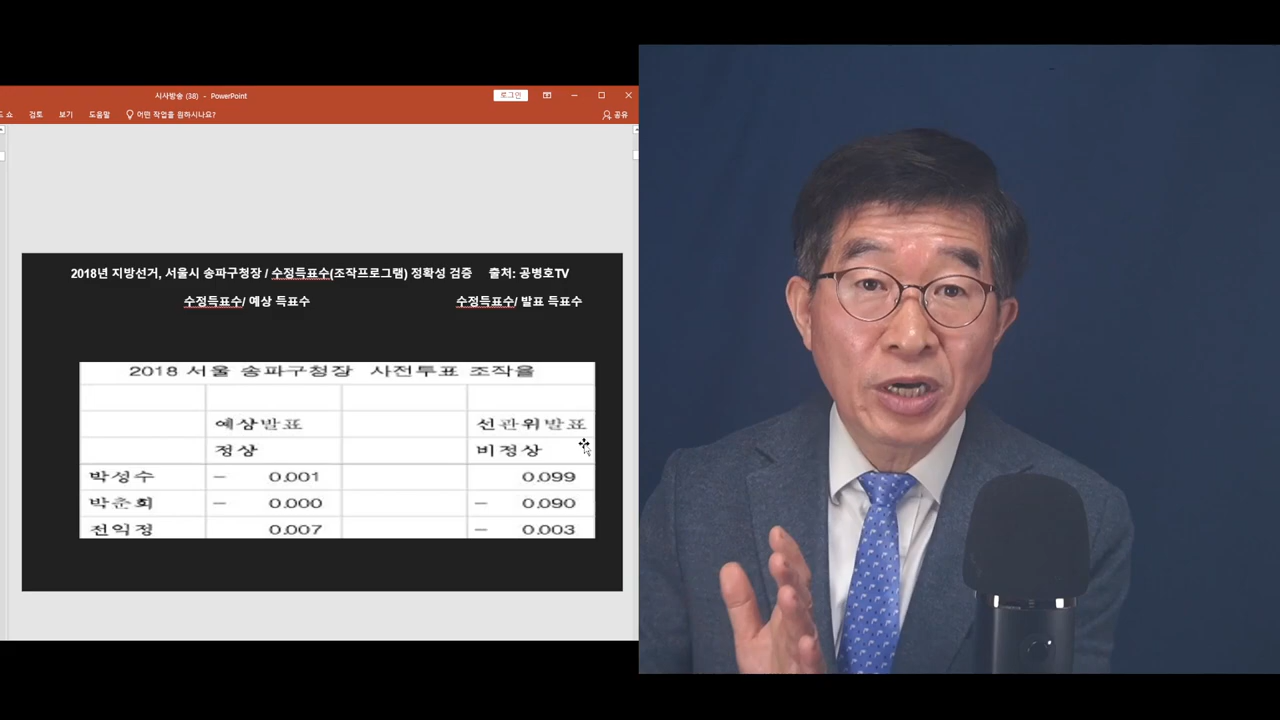 시사방송 (38) - PowerPoint
로그인
드 쇼 검토 보기 도움말 어떤 작업을 원하시나요? 공유
2018년 지방선거, 서울시 송파구청장 / 수정득표수(조작프로그램) 정확성 검증 출처: 공병호TV
수정득표수/ 예상 득표수 수정득표수/ 발표 득표수
2018 서울 송파구청장 사전투표 조작율
예상발표 선관위발표
정상 비정상
박성수 - 0.001 0.099
박춘희 - 0.000 - 0.090
전익정 0.007 - 0.003